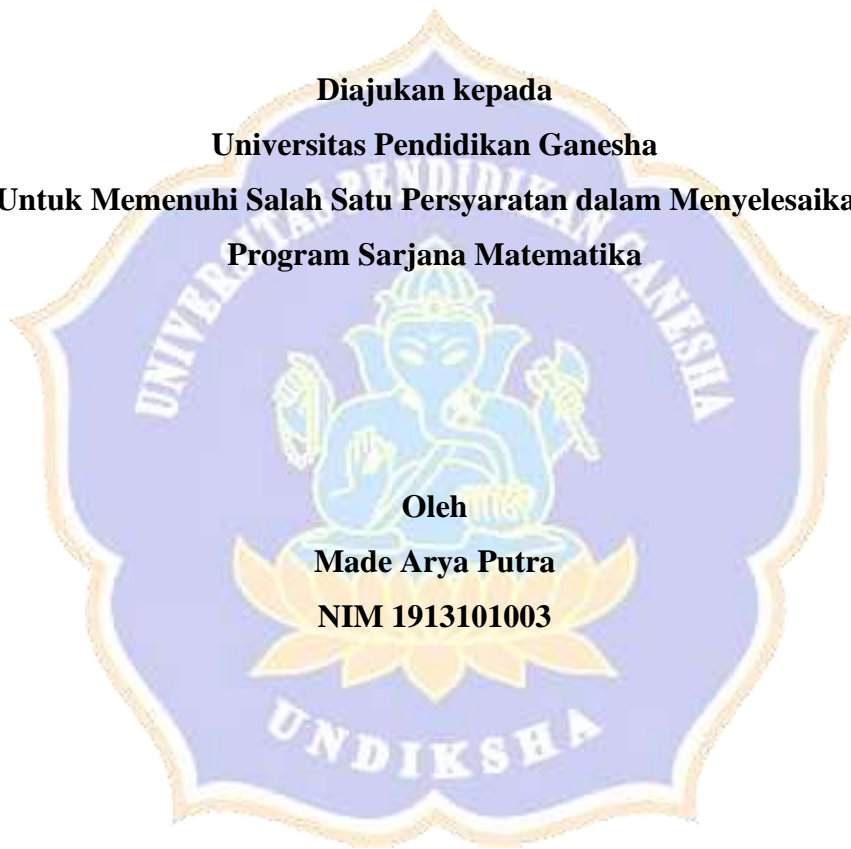 Diajukan kepada
Universitas Pendidikan Ganesha
Untuk Memenuhi Salah Satu Persyaratan dalam Menyelesaika
Program Sarjana Matematika
UNIVERSITAS PENDIDIKAN GANESHA
Oleh
Made Arya Putra
NIM 1913101003
UNDIKSHA